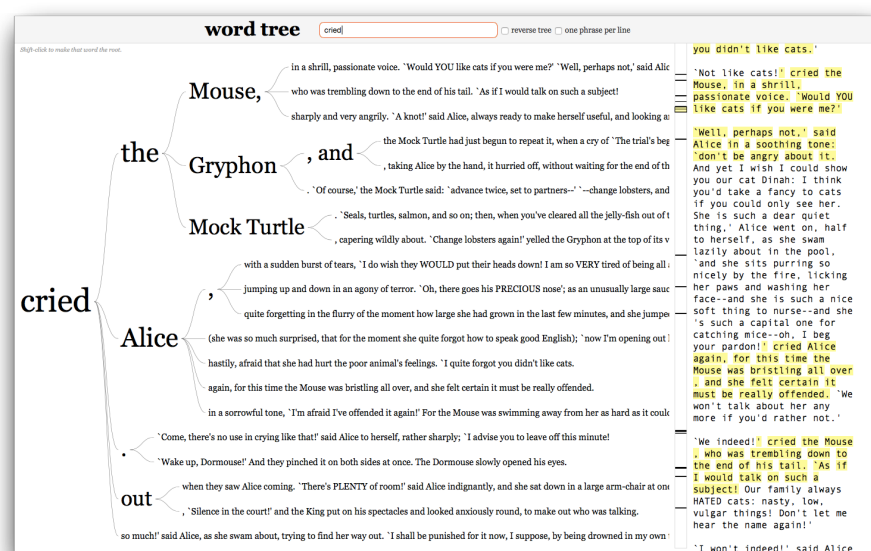 word tree
cried
reverse tree
one phrase per line
Shift-click to make that word the root.
in a shrill, passionate voice. `Would YOU like cats if you were me?' `Well, perhaps not,' said Alic
Mouse,
who was trembling down to the end of his tail. `As if I would talk on such a subject!
sharply and very angrily. `A knot!' said Alice, always ready to make herself useful, and looking a
the
the Mock Turtle had just begun to repeat it, when a cry of `The trial's beg
, and
Gryphon
, taking Alice by the hand, it hurried off, without waiting for the end of th
. `Of course,' the Mock Turtle said: `advance twice, set to partners--' `--change lobsters, and
. `Seals, turtles, salmon, and so on; then, when you've cleared all the jelly-fish out of t
Mock Turtle
, capering wildly about. `Change lobsters again!' yelled the Gryphon at the top of its v
with a sudden burst of tears, `I do wish they WOULD put their heads down! I am so VERY tired of being all
,
jumping up and down in an agony of terror. `Oh, there goes his PRECIOUS nose'; as an unusually large sauc
cried
quite forgetting in the flurry of the moment how large she had grown in the last few minutes, and she jumpe
Alice
(she was so much surprised, that for the moment she quite forgot how to speak good English); `now I'm opening out l
hastily, afraid that she had hurt the poor animal's feelings. `I quite forgot you didn't like cats.
again, for this time the Mouse was bristling all over, and she felt certain it must be really offended.
in a sorrowful tone, `I'm afraid I've offended it again!' For the Mouse was swimming away from her as hard as it coulc
`Come, there's no use in crying like that!' said Alice to herself, rather sharply; `I advise you to leave off this minute!
.
`Wake up, Dormouse!' And they pinched it on both sides at once. The Dormouse slowly opened his eyes.
when they saw Alice coming. `There's PLENTY of room!' said Alice indignantly, and she sat down in a large arm-chair at one
out
, `Silence in the court!' and the King put on his spectacles and looked anxiously round, to make out who was talking.
so much!' said Alice, as she swam about, trying to find her way out. `I shall be punished for it now, I suppose, by being drowned in my own
you didn't like cats.'
`Not like cats!' cried the
Mouse, in a shrill,
passionate voice. `Would YOU
like cats if you were me?'
`Well, perhaps not,' said
Alice in a soothing tone:
`don't be angry about it.
And yet I wish I could show
you our cat Dinah: I think
you'd take a fancy to cats
if you could only see her.
She is such a dear quiet
thing,' Alice went on, half
to herself, as she swam
lazily about in the pool,
`and she sits purring so
nicely by the fire, licking
her paws and washing her
face--and she is such a nice
soft thing to nurse--and she
's such a capital one for
catching mice--oh, I beg
your pardon!' cried Alice
again, for this time the
Mouse was bristling all over
, and she felt certain it
must be really offended. `We
won't talk about her any
more if you'd rather not.'
`We indeed!' cried the Mouse
, who was trembling down to
the end of his tail. `As if
I would talk on such a
subject! Our family always
HATED cats: nasty, low,
vulgar things! Don't let me
hear the name again!'
`I won't indeed!' said Alice